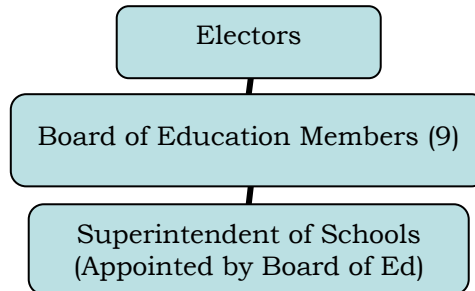 Electors
Board of Education Members (9)
Superintendent of Schools
(Appointed by Board of Ed)